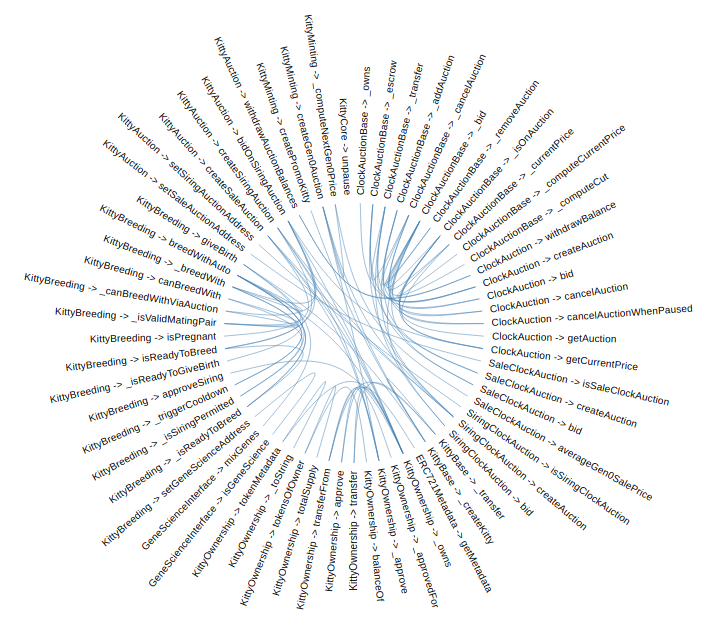 KittyCore -> unpause
ClockAuctionBase -> _owns
ClockAuctionBase -> _escrow
ClockAuctionBase -> _transfer
ClockAuctionBase -> _addAuction
ClockAuctionBase -> _cancelAuction
ClockAuctionBase -> _bid
ClockAuctionBase -> _removeAuction
ClockAuctionBase -> _isOnAuction
ClockAuctionBase -> _currentPrice
ClockAuctionBase -> _computeCurrentPrice
ClockAuctionBase -> _computeCut
ClockAuction -> withdrawBalance
ClockAuction -> createAuction
ClockAuction -> bid
ClockAuction -> cancelAuction
ClockAuction -> cancelAuctionWhenPaused
ClockAuction -> getAuction
ClockAuction -> getCurrentPrice
SaleClockAuction -> isSaleClockAuction
SaleClockAuction -> createAuction
SaleClockAuction -> bid
SaleClockAuction -> averageGen0SalePrice
SiringClockAuction -> isSiringClockAuction
SiringClockAuction -> createAuction
SiringClockAuction -> bid
KittyBase -> _transfer
KittyBase -> _createKitty
ERC721Metadata -> getMetadata
KittyOwnership -> _owns
KittyOwnership -> _approvedFor
KittyOwnership -> _approve
KittyOwnership -> balanceOf
KittyOwnership -> transfer
KittyOwnership -> approve
KittyOwnership -> transferFrom
KittyOwnership -> totalSupply
KittyOwnership -> tokensOfOwner
KittyOwnership -> _toString
KittyOwnership -> tokenMetadata
GeneScienceInterface -> isGeneScience
GeneScienceInterface -> mixGenes
KittyBreeding -> setGeneScienceAddress
KittyBreeding -> _isReadyToBreed
KittyBreeding -> _isSiringPermitted
KittyBreeding -> _triggerCooldown
KittyBreeding -> approveSiring
KittyBreeding -> _isReadyToGiveBirth
KittyBreeding -> isReadyToBreed
KittyBreeding -> isPregnant
KittyBreeding -> _isValidMatingPair
KittyBreeding -> _canBreedWithViaAuction
KittyBreeding -> canBreedWith
KittyBreeding -> _breedWith
KittyBreeding -> breedWithAuto
KittyBreeding -> giveBirth
KittyAuction -> setSaleAuctionAddress
KittyAuction -> setSiringAuctionAddress
KittyAuction -> createSaleAuction
KittyAuction -> createSiringAuction
KittyAuction -> bidOnSiringAuction
KittyAuction -> withdrawAuctionBalances
KittyMinting -> createPromoKitty
KittyMinting -> createGen0Auction
KittyMinting -> _computeNextGen0Price